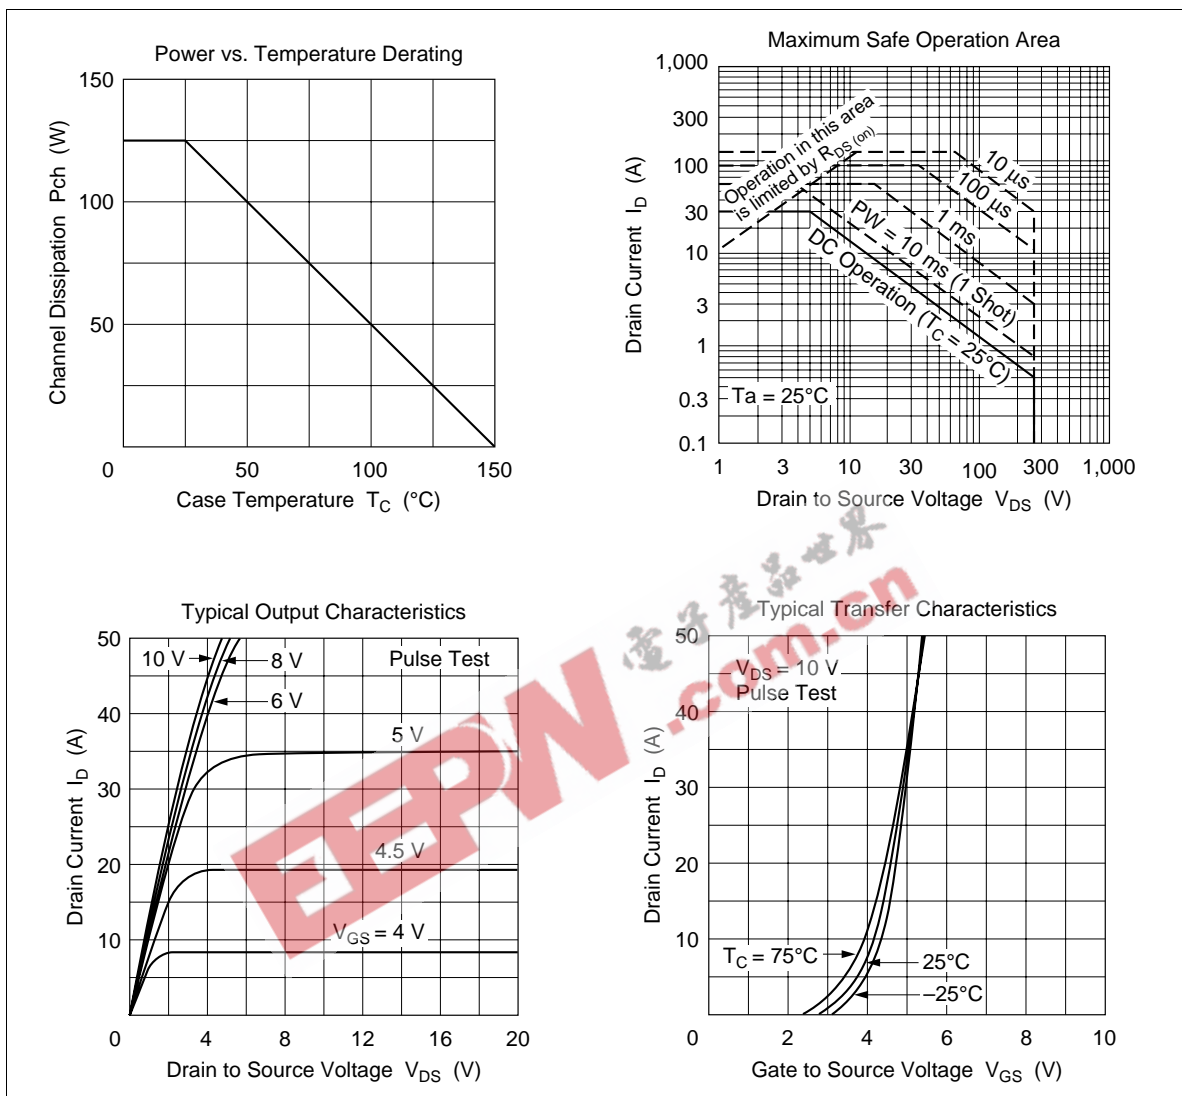 Power vs. Temperature Derating
150
100
50
0
50
100
150
Channel Dissipation Pch (W)
Case Temperature TC (°C)
Maximum Safe Operation Area
1,000
300
100
30
10
3
1
0.3
0.1
1
3
10
30
100
300
1,000
Drain Current ID (A)
Operation in this area
is limited by RDS (on)
10 μs
100 μs
1 ms
PW = 10 ms (1 Shot)
DC Operation (TC = 25°C)
Ta = 25°C
Drain to Source Voltage VDS (V)
Typical Output Characteristics
50
40
30
20
10
0
4
8
12
16
20
Drain Current ID (A)
10 V
8 V
6 V
Pulse Test
5 V
4.5 V
VGS = 4 V
Drain to Source Voltage VDS (V)
Typical Transfer Characteristics
50
40
30
20
10
0
2
4
6
8
10
Drain Current ID (A)
VDS = 10 V
Pulse Test
TC = 75°C
25°C
–25°C
Gate to Source Voltage VGS (V)
電子產品世界
EEPW
.com.cn